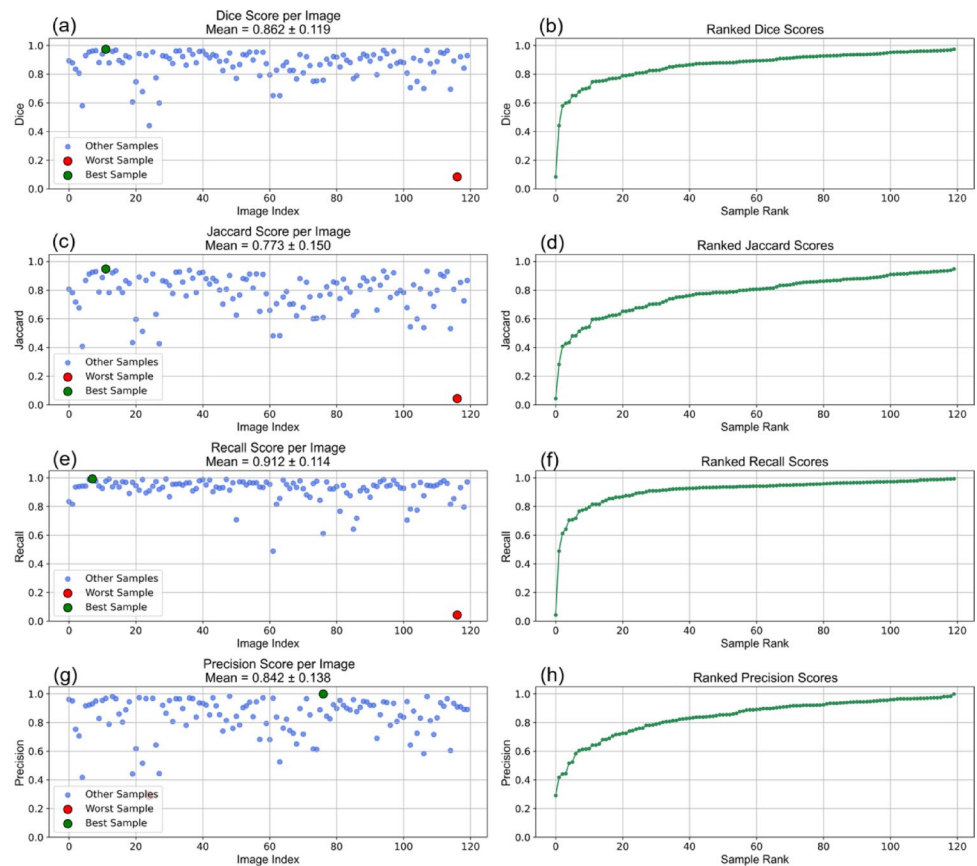 (a)
Dice Score per Image
Mean = 0.862 ± 0.119
1.0
0.8
0.6
0.4
0.2
0.0
Dice
Other Samples
Worst Sample
Best Sample
0 20 40 60 80 100 120
Image Index
(b)
Ranked Dice Scores
1.0
0.8
0.6
0.4
0.2
0.0
Dice
0 20 40 60 80 100 120
Sample Rank
(c)
Jaccard Score per Image
Mean = 0.773 ± 0.150
1.0
0.8
0.6
0.4
0.2
0.0
Jaccard
Other Samples
Worst Sample
Best Sample
0 20 40 60 80 100 120
Image Index
(d)
Ranked Jaccard Scores
1.0
0.8
0.6
0.4
0.2
0.0
Jaccard
0 20 40 60 80 100 120
Sample Rank
(e)
Recall Score per Image
Mean = 0.912 ± 0.114
1.0
0.8
0.6
0.4
0.2
0.0
Recall
Other Samples
Worst Sample
Best Sample
0 20 40 60 80 100 120
Image Index
(f)
Ranked Recall Scores
1.0
0.8
0.6
0.4
0.2
0.0
Recall
0 20 40 60 80 100 120
Sample Rank
(g)
Precision Score per Image
Mean = 0.842 ± 0.138
1.0
0.8
0.6
0.4
0.2
0.0
Precision
Other Samples
Worst Sample
Best Sample
0 20 40 60 80 100 120
Image Index
(h)
Ranked Precision Scores
1.0
0.8
0.6
0.4
0.2
0.0
Precision
0 20 40 60 80 100 120
Sample Rank